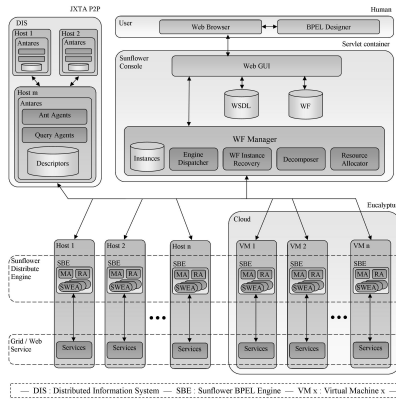 JXTA P2P
Human
DIS
Host 1
Antares
Host 2
Antares
Host m
Antares
Ant Agents
Query Agents
Descriptors
User
Web Browser
BPEL Designer
Servlet container
Sunflower
Console
Web GUI
WSDL
WF
WF Manager
Instances
Engine
Dispatcher
WF Instance
Recovery
Decomposer
Resource
Allocator
Eucalyptu
Cloud
Sunflower
Distribute
Engine
Host 1
SBE
MA
RA
SWEA
Host 2
SBE
MA
RA
SWEA
Host n
SBE
MA
RA
SWEA
VM 1
SBE
MA
RA
SWEA
VM 2
SBE
MA
RA
SWEA
VM n
SBE
MA
RA
SWEA
Grid / Web
Service
Services
Services
Services
Services
Services
Services
— DIS : Distributed Information System — SBE : Sunflower BPEL Engine — VM x : Virtual Machine x —